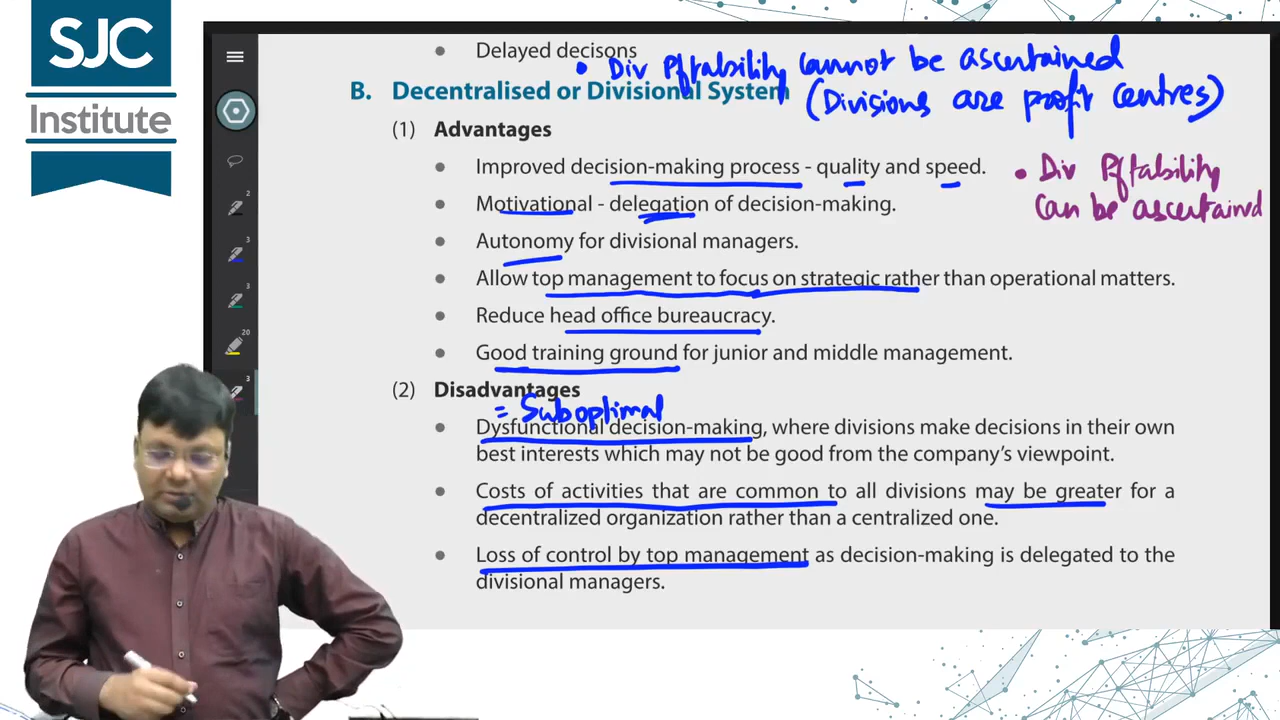 SJC
Institute
• Delayed decisons
• Div Pftability cannot be ascertained
B. Decentralised or Divisional System
(Divisions are profit centres)
(1) Advantages
• Improved decision-making process - quality and speed.
• Div Pftability
can be ascertained
• Motivational - delegation of decision-making.
• Autonomy for divisional managers.
• Allow top management to focus on strategic rather than operational matters.
• Reduce head office bureaucracy.
• Good training ground for junior and middle management.
(2) Disadvantages
= Suboptimal
• Dysfunctional decision-making, where divisions make decisions in their own
best interests which may not be good from the company's viewpoint.
• Costs of activities that are common to all divisions may be greater for a
decentralized organization rather than a centralized one.
• Loss of control by top management as decision-making is delegated to the
divisional managers.
2
3
3
20
3